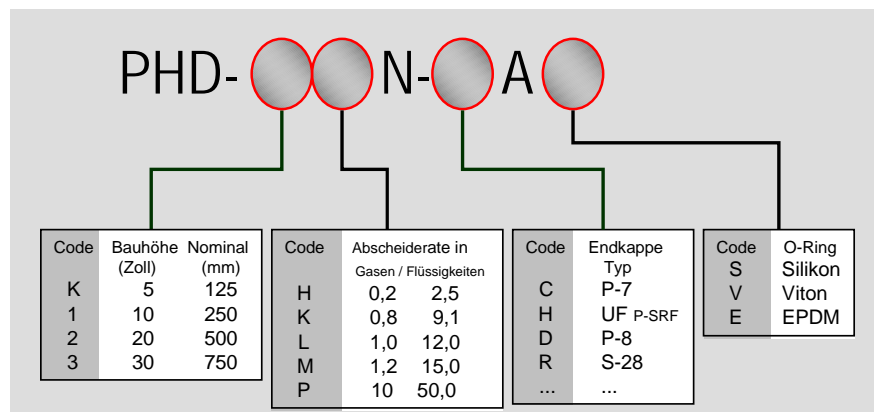 PHD- N- A
Code Bauhöhe Nominal
(Zoll) (mm)
K 5 125
1 10 250
2 20 500
3 30 750
Code Abscheiderate in
Gasen / Flüssigkeiten
H 0,2 2,5
K 0,8 9,1
L 1,0 12,0
M 1,2 15,0
P 10 50,0
Code Endkappe
Typ
C P-7
H UF P-SRF
D P-8
R S-28
... ...
Code O-Ring
S Silikon
V Viton
E EPDM